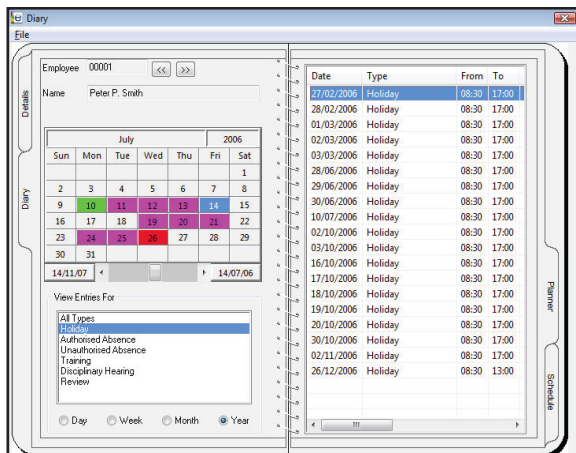 Diary
File
Details
Diary
Employee 00001 << >>
Name Peter P. Smith
July 2006
Sun Mon Tue Wed Thu Fri Sat
1
2 3 4 5 6 7 8
9 10 11 12 13 14 15
16 17 18 19 20 21 22
23 24 25 26 27 28 29
30 31
14/11/07 14/07/06
View Entries For
All Types
Holiday
Authorised Absence
Unauthorised Absence
Training
Disciplinary Hearing
Review
Day Week Month Year
Date Type From To
27/02/2006 Holiday 08:30 17:00
28/02/2006 Holiday 08:30 17:00
01/03/2006 Holiday 08:30 17:00
02/03/2006 Holiday 08:30 17:00
03/03/2006 Holiday 08:30 17:00
28/06/2006 Holiday 08:30 17:00
29/06/2006 Holiday 08:30 17:00
30/06/2006 Holiday 08:30 17:00
10/07/2006 Holiday 08:30 17:00
02/10/2006 Holiday 08:30 17:00
03/10/2006 Holiday 08:30 17:00
16/10/2006 Holiday 08:30 17:00
17/10/2006 Holiday 08:30 17:00
18/10/2006 Holiday 08:30 17:00
19/10/2006 Holiday 08:30 17:00
20/10/2006 Holiday 08:30 17:00
30/10/2006 Holiday 08:30 17:00
02/11/2006 Holiday 08:30 17:00
26/12/2006 Holiday 08:30 13:00
Planner
Schedule